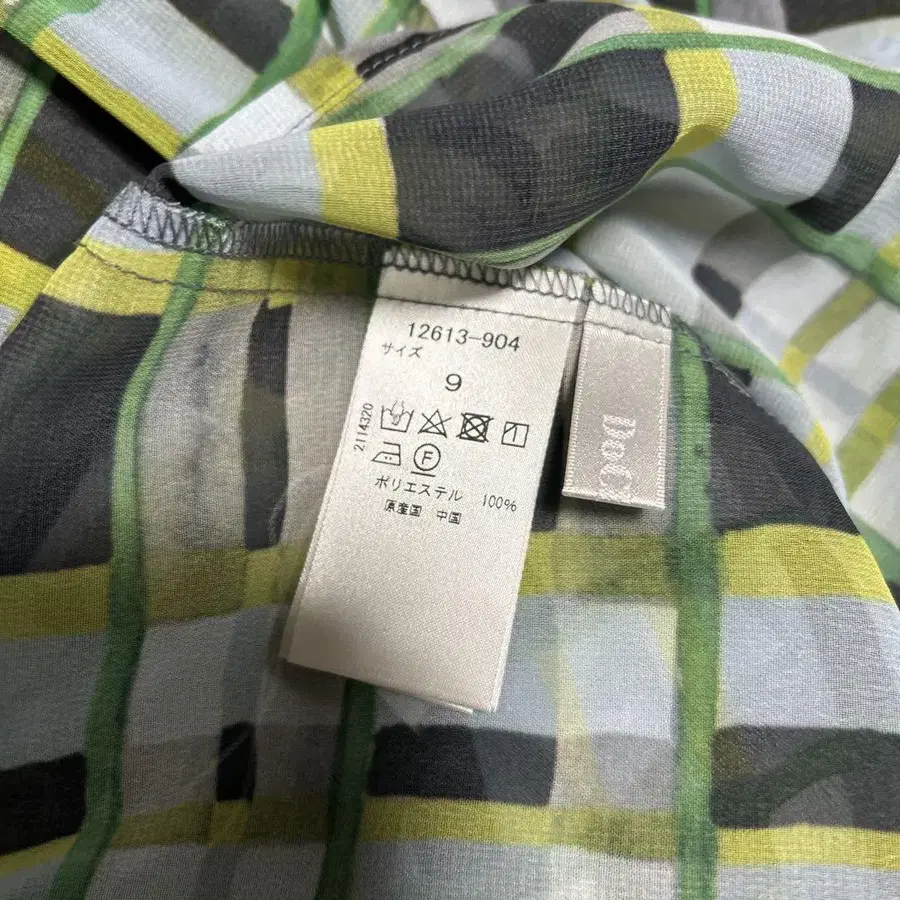 12613-904
サイズ
9
2114320
F
ポリエステル 100%
原産国 中国